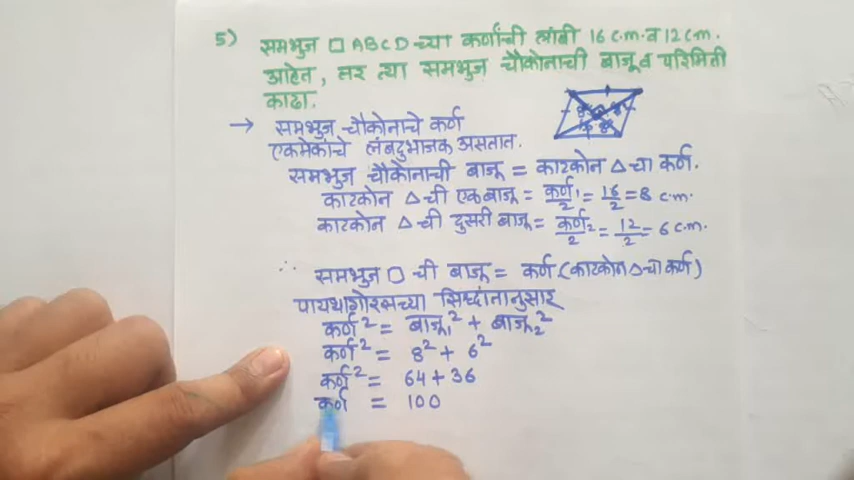 5) समभुज □ ABCD च्या कर्णाची लांबी 16 c.m. व 12 c.m.
आहेत, तर त्या समभुज चौकोनाची बाजू व परिमिती
काढा.
→ समभुज चौकोनाचे कर्ण
एकमेकांचे लंबदुभाजक असतात.
समभुज चौकोनाची बाजू = काटकोन △चा कर्ण.
काटकोन △ची एक बाजू = कर्ण₁/2 = 16/2 = 8 c.m.
काटकोन △ची दुसरी बाजू = कर्ण₂/2 = 12/2 = 6 c.m.
∴ समभुज □ ची बाजू = कर्ण (काटकोन △चा कर्ण)
पायथागोरसच्या सिद्धांतानुसार
कर्ण² = बाजू₁² + बाजू₂²
कर्ण² = 8² + 6²
कर्ण² = 64 + 36
कर्ण = 100